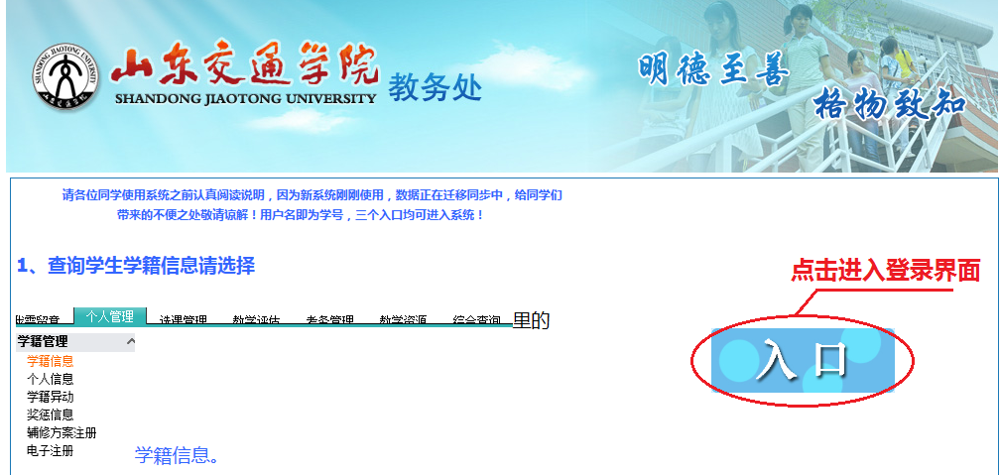 山东交通学院
SHANDONG JIAOTONG UNIVERSITY
教务处
明德至善
格物致知
请各位同学使用系统之前认真阅读说明，因为新系统刚刚使用，数据正在迁移同步中，给同学们
带来的不便之处敬请谅解！用户名即为学号，三个入口均可进入系统！
1、查询学生学籍信息请选择
点击进入登录界面
个人管理 选课管理 教学评估 考务管理 教学资源 综合查询 里的
入口
学籍管理
学籍信息
个人信息
学籍异动
奖惩信息
辅修方案注册
电子注册
学籍信息。